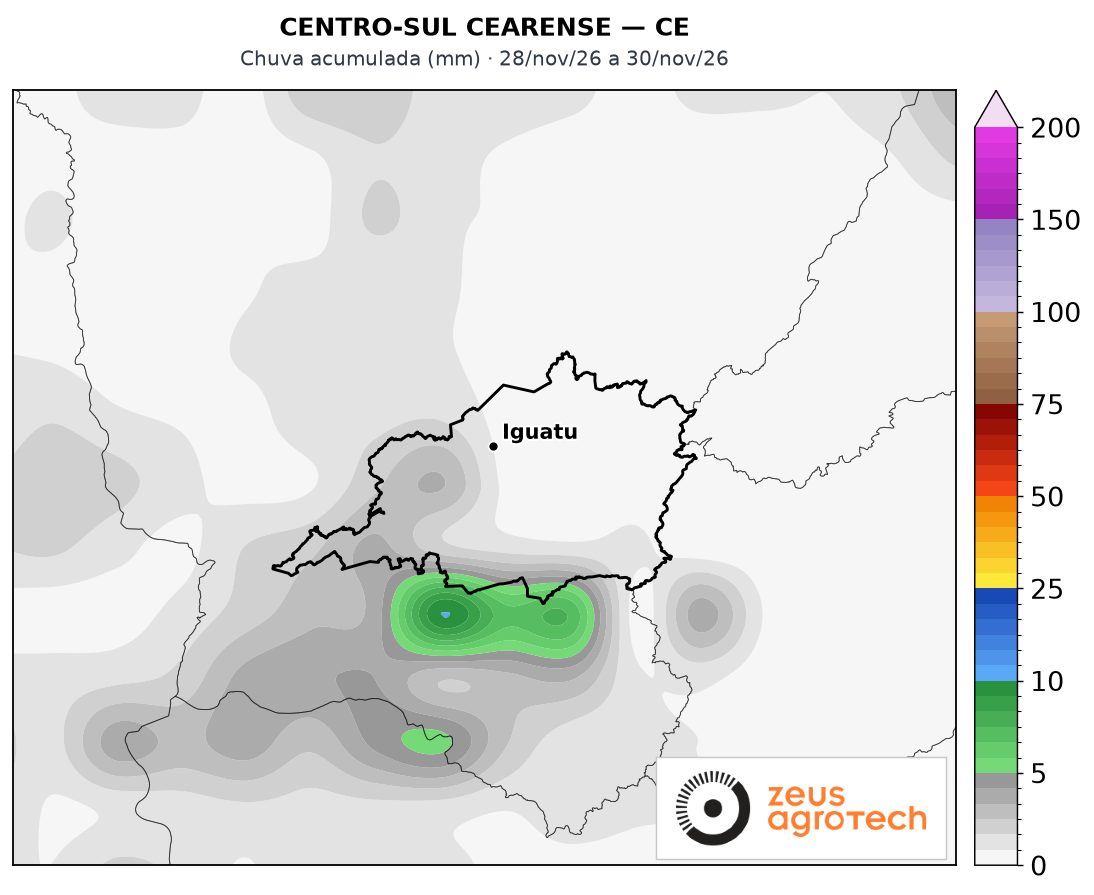 CENTRO-SUL CEARENSE — CE
Chuva acumulada (mm) · 28/nov/26 a 30/nov/26
200
150
100
75
50
25
10
5
0
Iguatu
zeus
agrotech